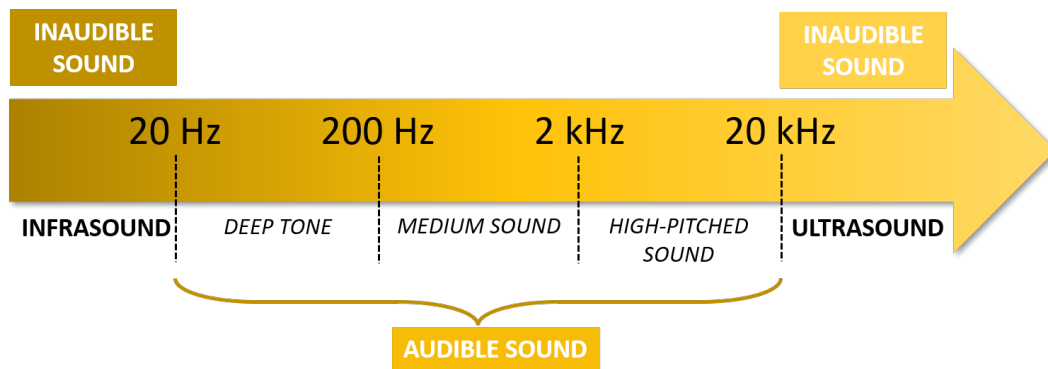 INAUDIBLE
SOUND
INAUDIBLE
SOUND
20 Hz 200 Hz 2 kHz 20 kHz
INFRASOUND DEEP TONE MEDIUM SOUND HIGH-PITCHED
SOUND
ULTRASOUND
AUDIBLE SOUND